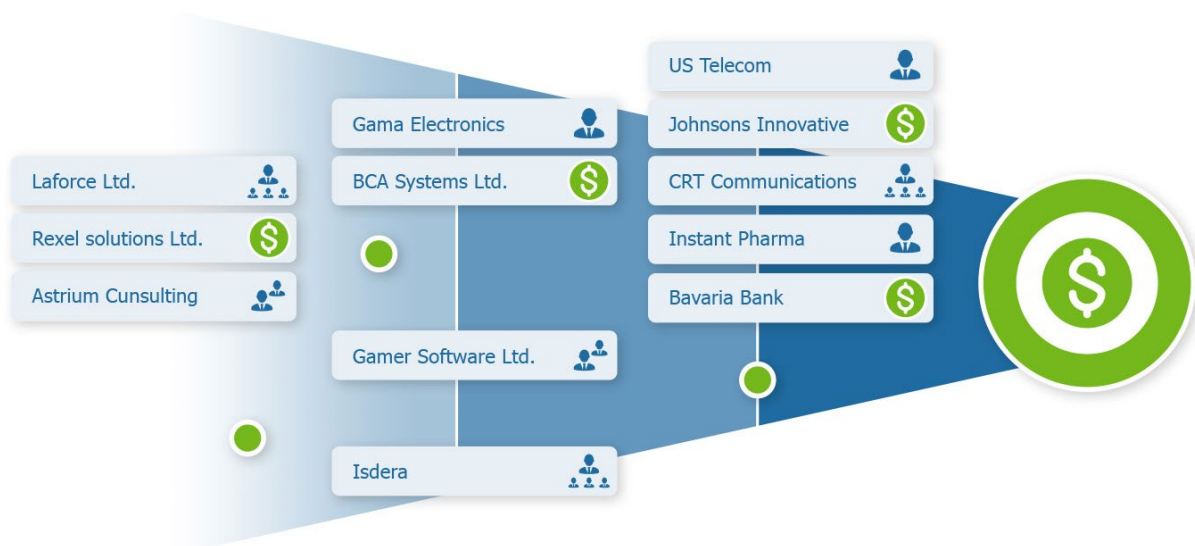 Laforce Ltd.
Rexel solutions Ltd.
Astrium Cunsulting
Gama Electronics
BCA Systems Ltd.
Gamer Software Ltd.
Isdera
US Telecom
Johnsons Innovative
CRT Communications
Instant Pharma
Bavaria Bank